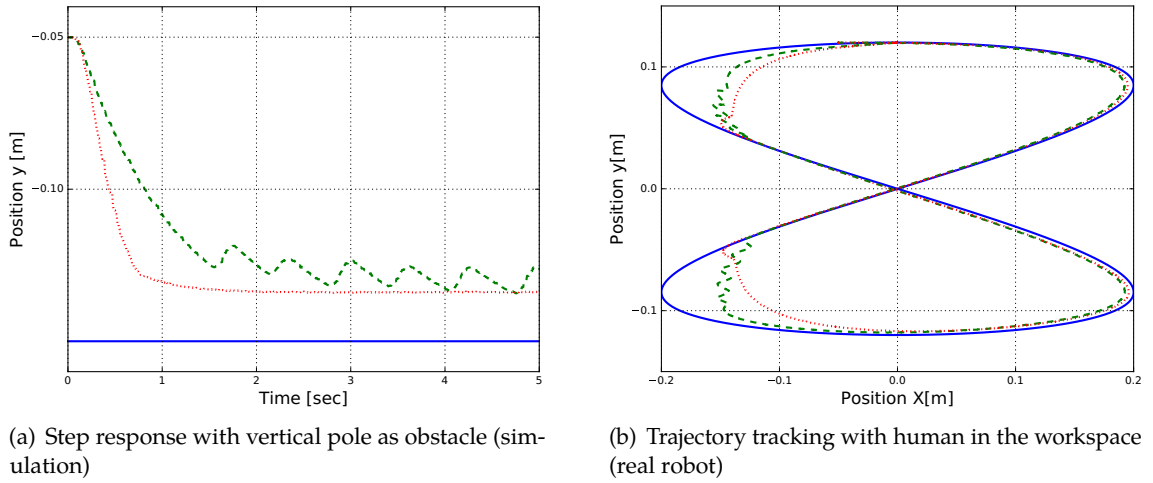 −0.05
−0.10
Position y [m]
0 1 2 3 4 5
Time [sec]
0.1
0.0
−0.1
Position y[m]
−0.2 −0.1 0.0 0.1 0.2
Position X[m]
(a) Step response with vertical pole as obstacle (sim-
ulation)
(b) Trajectory tracking with human in the workspace
(real robot)